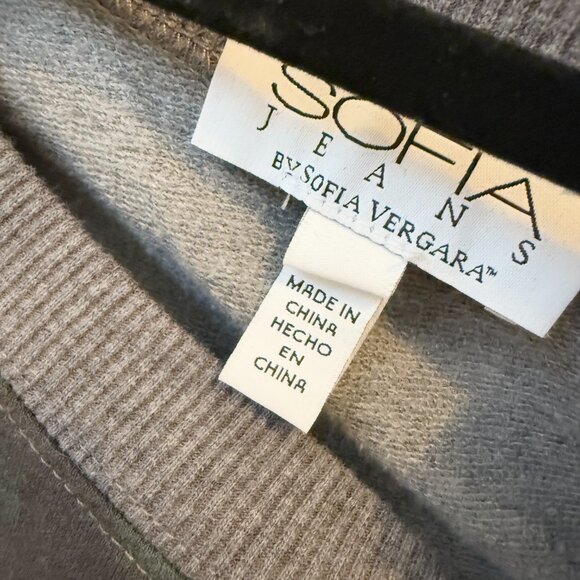 SOFIA
JEANS
BY SOFIA VERGARA™
MADE IN
CHINA
HECHO
EN
CHINA